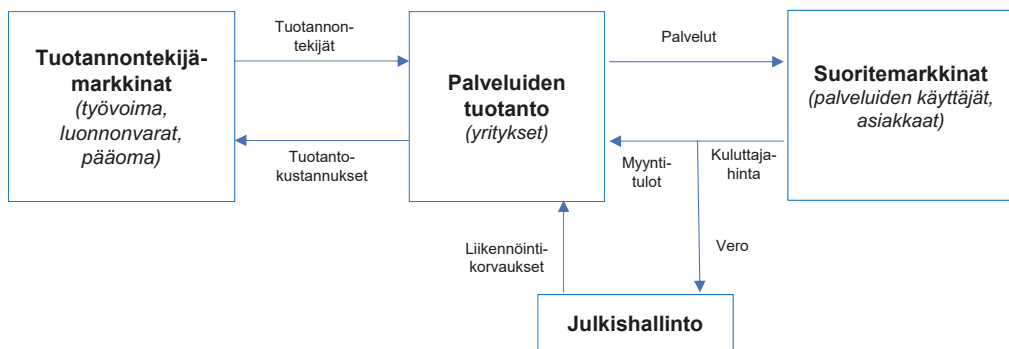 Tuotannontekijä-
markkinat
(työvoima,
luonnonvarat,
pääoma)
Tuotannon-
tekijät
Tuotanto-
kustannukset
Palveluiden
tuotanto
(yritykset)
Palvelut
Myynti-
tulot
Kuluttaja-
hinta
Suoritemarkkinat
(palveluiden käyttäjät,
asiakkaat)
Liikennöinti-
korvaukset
Vero
Julkishallinto